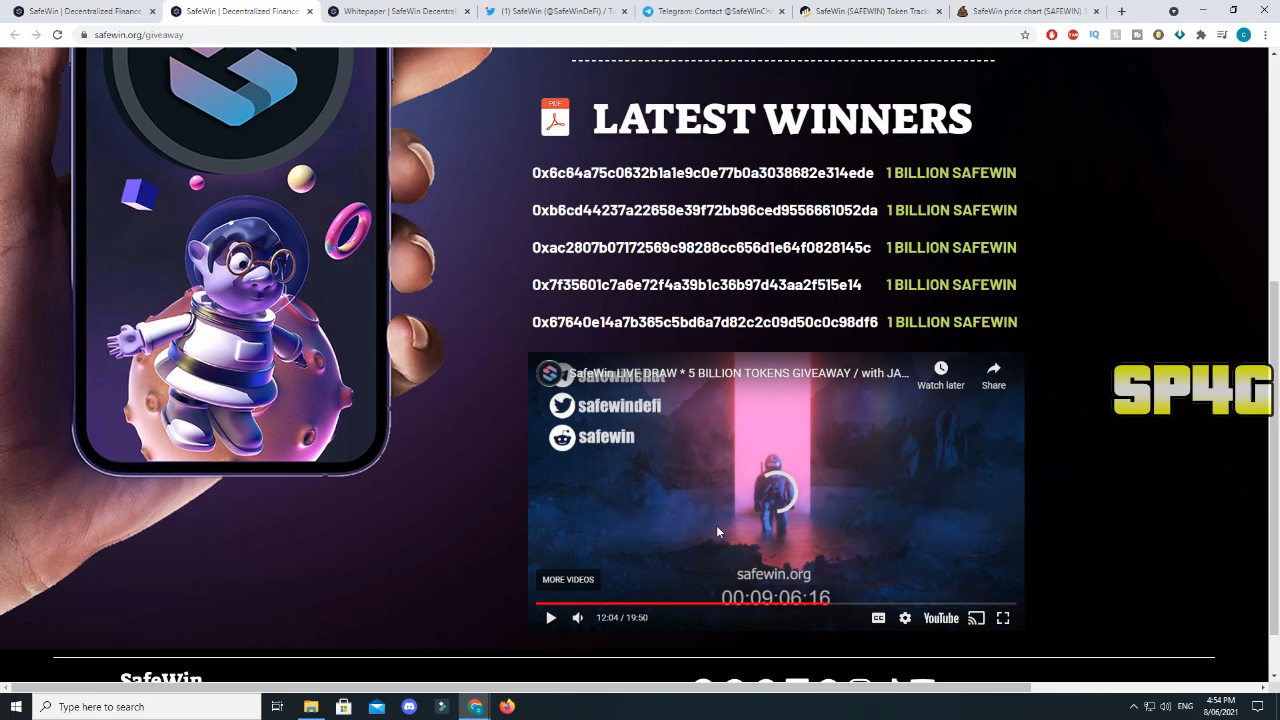 SafeWin | Decentralized Finance
SafeWin | Decentralized Finance
Whitepaper | SafeWin Decentrali
(1) SafeWin (@SafeWinDeFi) / T
Telegram: Contact @SafeWinCh
SafeWin (SAFEWIN) Token Track
SafeWin price chart (SAFEWIN)
safewin.org/giveaway
PDF
LATEST WINNERS
0x6c64a75c0632b1a1e9c0e77b0a3038682e314ede 1 BILLION SAFEWIN
0xb6cd44237a22658e39f72bb96ced9556661052da 1 BILLION SAFEWIN
0xac2807b07172569c98288cc656d1e64f0828145c 1 BILLION SAFEWIN
0x7f35601c7a6e72f4a39b1c36b97d43aa2f515e14 1 BILLION SAFEWIN
0x67640e14a7b365c5bd6a7d82c2c09d50c0c98df6 1 BILLION SAFEWIN
SafeWin LIVE DRAW * 5 BILLION TOKENS GIVEAWAY / with JA...
Watch later
Share
safewinchat
safewindefi
safewin
SP4G
safewin.org
MORE VIDEOS
00:09:06:16
12:04 / 19:50
CC
YouTube
SafeWin
Type here to search
ENG
4:54 PM
8/06/2021